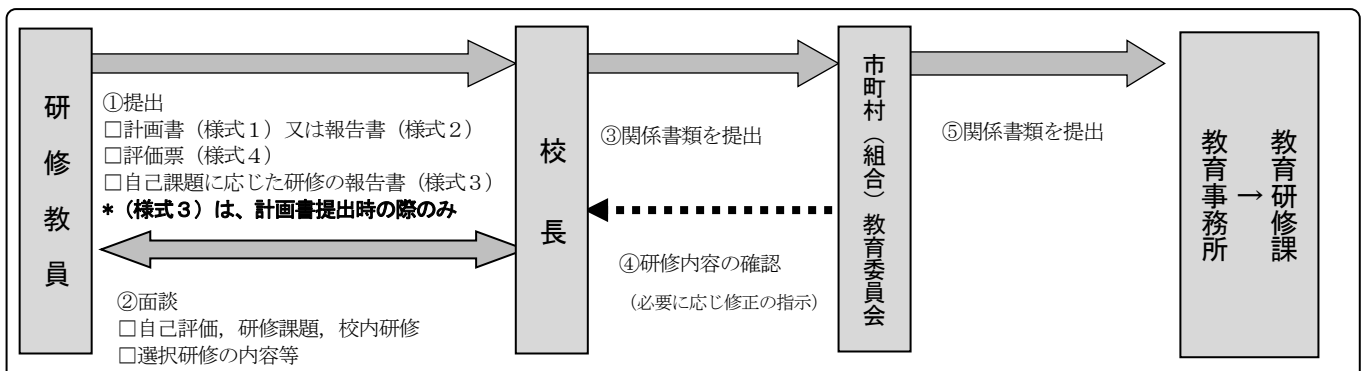 研修教員
①提出
□計画書（様式１）又は報告書（様式２）
□評価票（様式４）
□自己課題に応じた研修の報告書（様式３）
*（様式３）は、計画書提出時の際のみ
②面談
□自己評価，研修課題，校内研修
□選択研修の内容等
校長
③関係書類を提出
④研修内容の確認
（必要に応じ修正の指示）
市町村（組合）教育委員会
⑤関係書類を提出
教育事務所
→
教育研修課